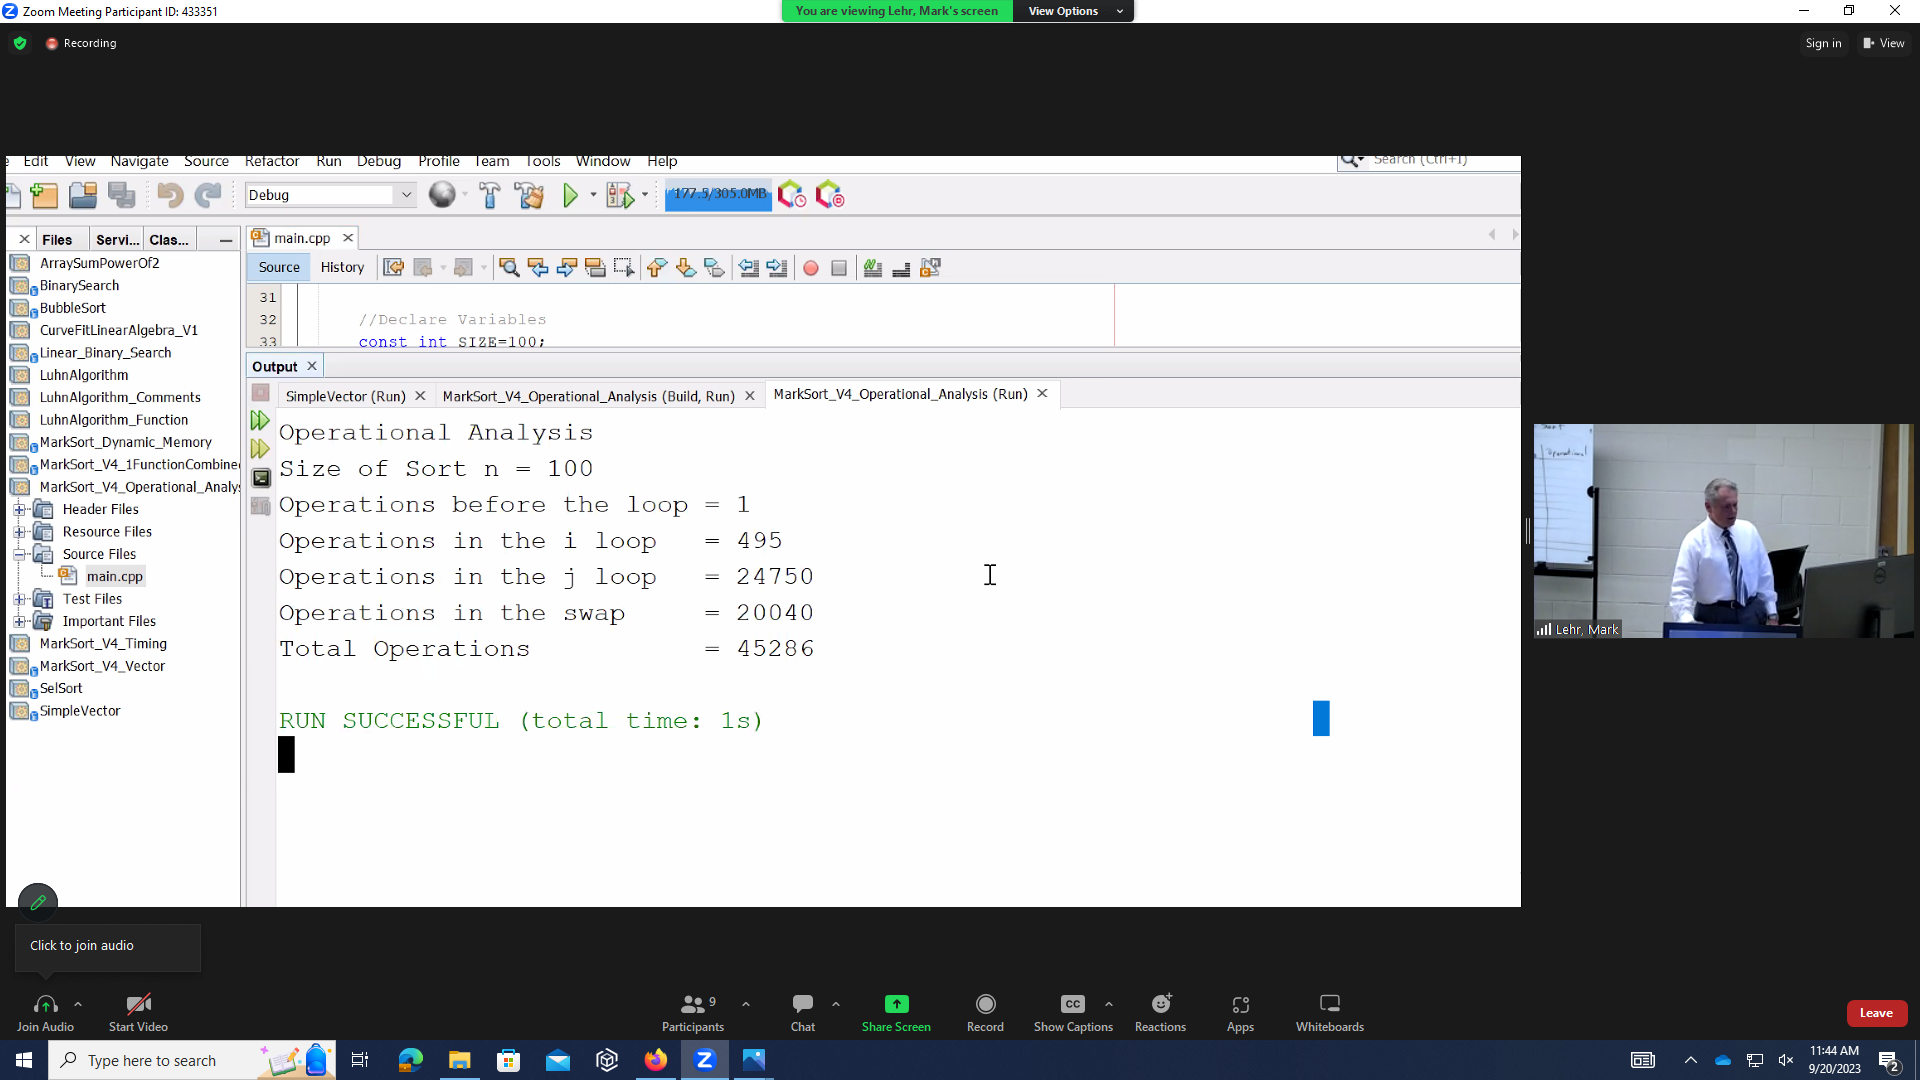 Zoom Meeting Participant ID: 433351
You are viewing Lehr, Mark's screen
View Options
Recording
Sign in
View
Edit View Navigate Source Refactor Run Debug Profile Team Tools Window Help
Search (Ctrl+I)
Debug
177.5/305.0MB
Files
Servi...
Clas...
main.cpp
Source
History
31
32 //Declare Variables
33 const int SIZE=100;
ArraySumPowerOf2
BinarySearch
BubbleSort
CurveFitLinearAlgebra_V1
Linear_Binary_Search
LuhnAlgorithm
LuhnAlgorithm_Comments
LuhnAlgorithm_Function
MarkSort_Dynamic_Memory
MarkSort_V4_1FunctionCombine
MarkSort_V4_Operational_Analys
Header Files
Resource Files
Source Files
main.cpp
Test Files
Important Files
MarkSort_V4_Timing
MarkSort_V4_Vector
SelSort
SimpleVector
Output
SimpleVector (Run)
MarkSort_V4_Operational_Analysis (Build, Run)
MarkSort_V4_Operational_Analysis (Run)
Operational Analysis
Size of Sort n = 100
Operations before the loop = 1
Operations in the i loop = 495
Operations in the j loop = 24750
Operations in the swap = 20040
Total Operations = 45286
RUN SUCCESSFUL (total time: 1s)
Operational
Lehr, Mark
Click to join audio
Join Audio
Start Video
Participants
9
Chat
Share Screen
Record
CC
Show Captions
Reactions
Apps
Whiteboards
Leave
Type here to search
11:44 AM
9/20/2023
2